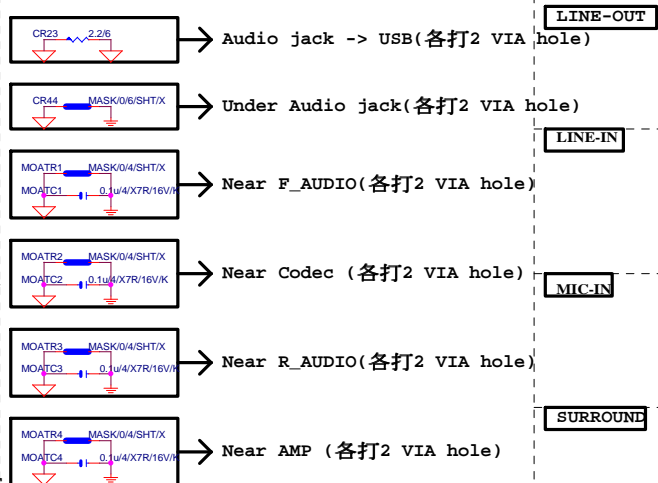 LINE-OUT
CR23 2.2/6
Audio jack -> USB(各打2 VIA hole)
CR44 MASK/0/6/SHT/X
Under Audio jack(各打2 VIA hole)
LINE-IN
MOATR1 MASK/0/4/SHT/X
MOATC1 0.1u/4/X7R/16V/K
Near F_AUDIO(各打2 VIA hole)
MOATR2 MASK/0/4/SHT/X
MOATC2 0.1u/4/X7R/16V/K
Near Codec (各打2 VIA hole)
MIC-IN
MOATR3 MASK/0/4/SHT/X
MOATC3 0.1u/4/X7R/16V/K
Near R_AUDIO(各打2 VIA hole)
SURROUND
MOATR4 MASK/0/4/SHT/X
MOATC4 0.1u/4/X7R/16V/K
Near AMP (各打2 VIA hole)